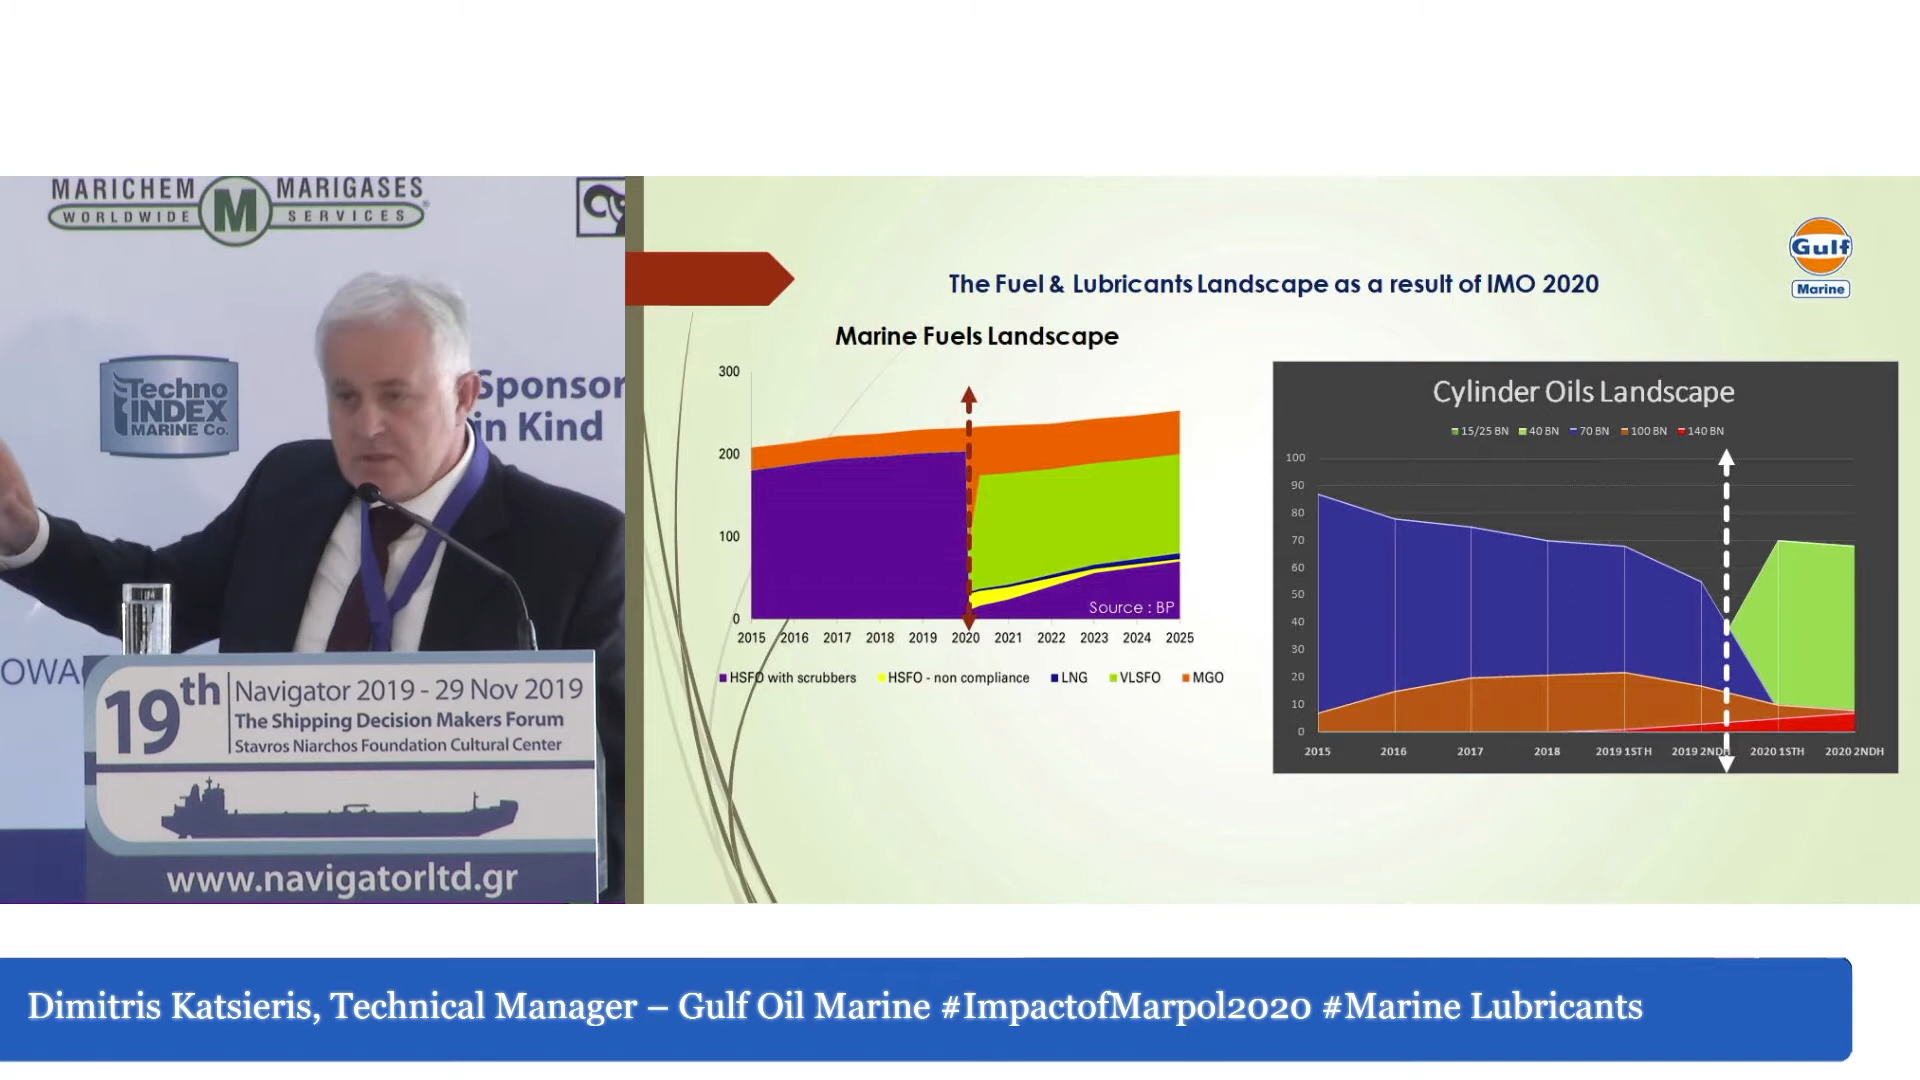 MARICHEM M MARIGASES
WORLDWIDE SERVICES
Techno
INDEX
MARINE Co.
Sponsor
in Kind
OWA
19th
Navigator 2019 - 29 Nov 2019
The Shipping Decision Makers Forum
Stavros Niarchos Foundation Cultural Center
www.navigatorltd.gr
The Fuel & Lubricants Landscape as a result of IMO 2020
Gulf
Marine
Marine Fuels Landscape
300
200
100
0
Source : BP
2015 2016 2017 2018 2019 2020 2021 2022 2023 2024 2025
HSFO with scrubbers HSFO - non compliance LNG VLSFO MGO
Cylinder Oils Landscape
15/25 BN 40 BN 70 BN 100 BN 140 BN
100
90
80
70
60
50
40
30
20
10
0
2015 2016 2017 2018 2019 1STH 2019 2NDH 2020 1STH 2020 2NDH
Dimitris Katsieris, Technical Manager – Gulf Oil Marine #ImpactofMarpol2020 #Marine Lubricants